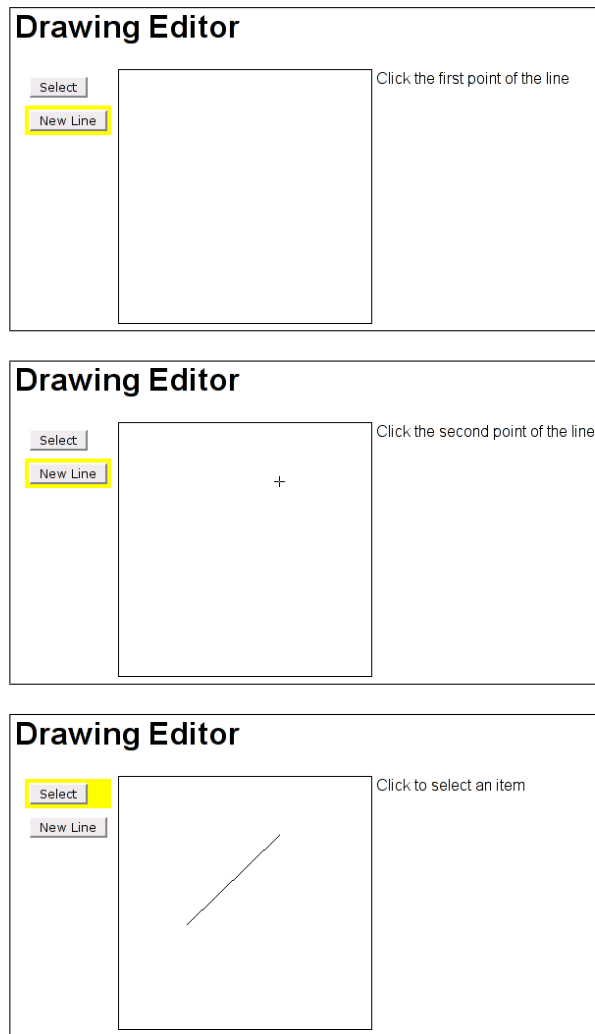 Drawing Editor
Select
Click the first point of the line
New Line
Drawing Editor
Select
Click the second point of the line
New Line
Drawing Editor
Select
Click to select an item
New Line